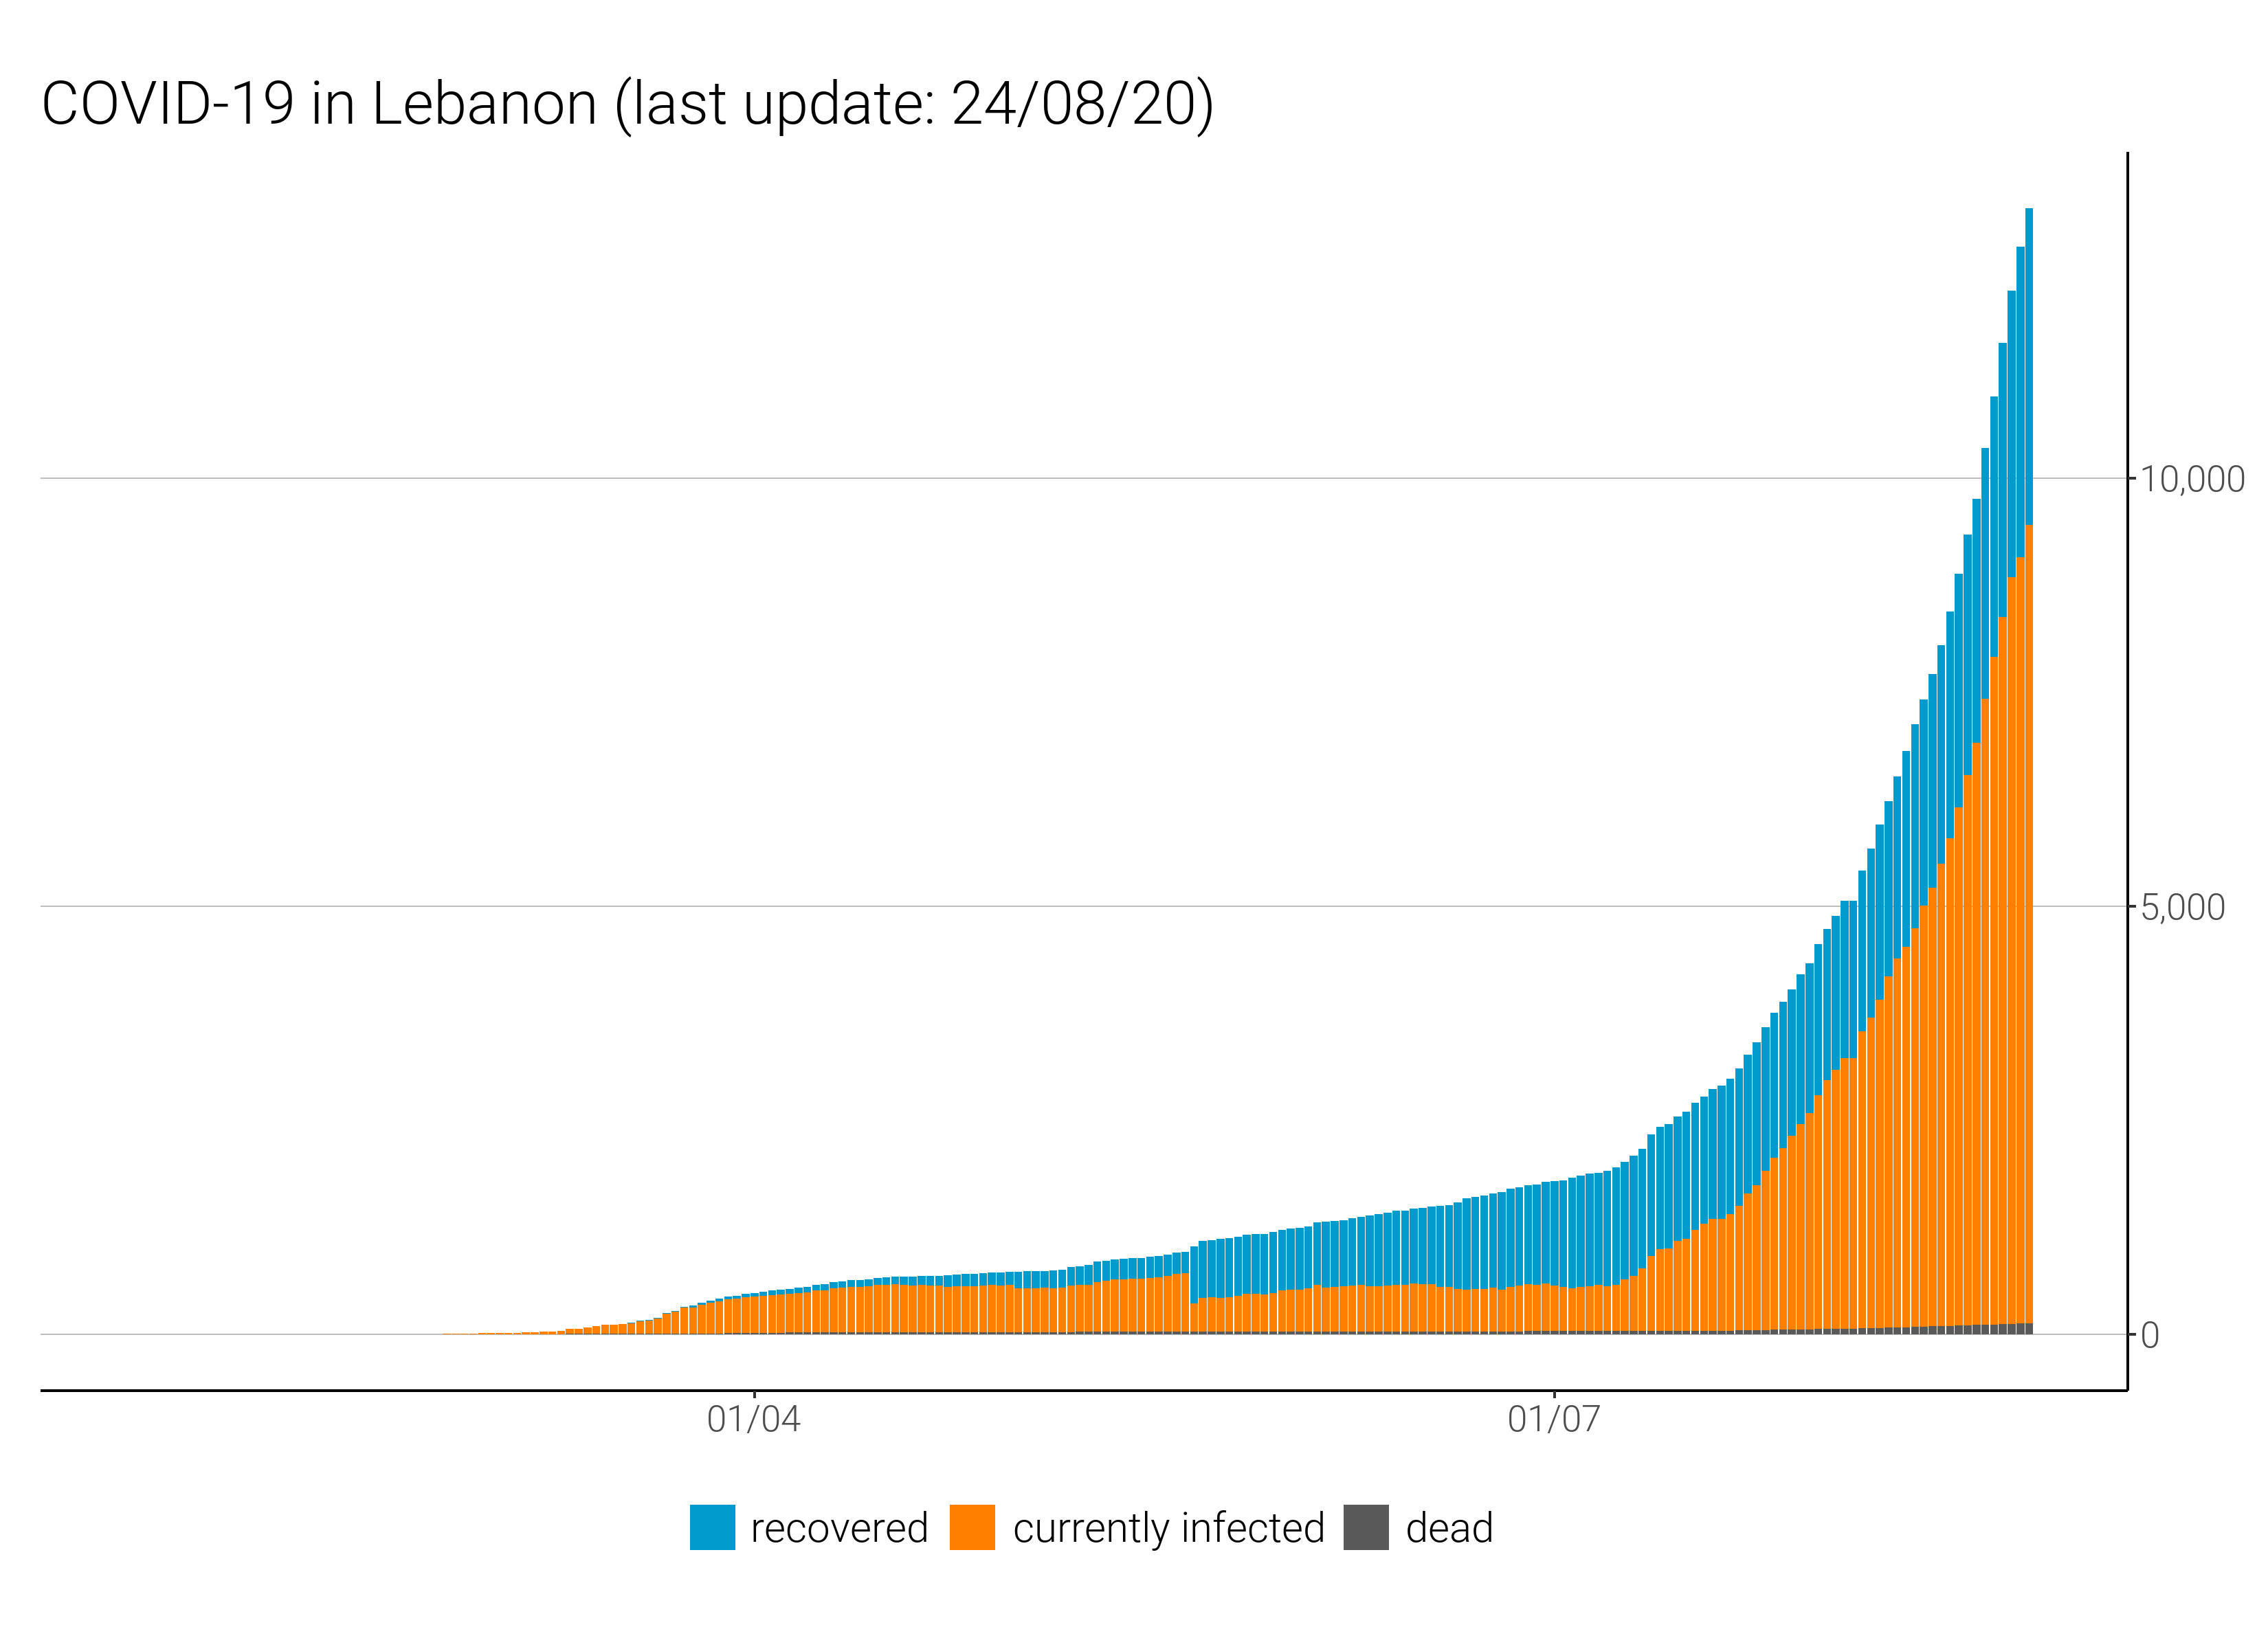 COVID-19 in Lebanon (last update: 24/08/20)
10,000
5,000
0
01/04 01/07
recovered currently infected dead